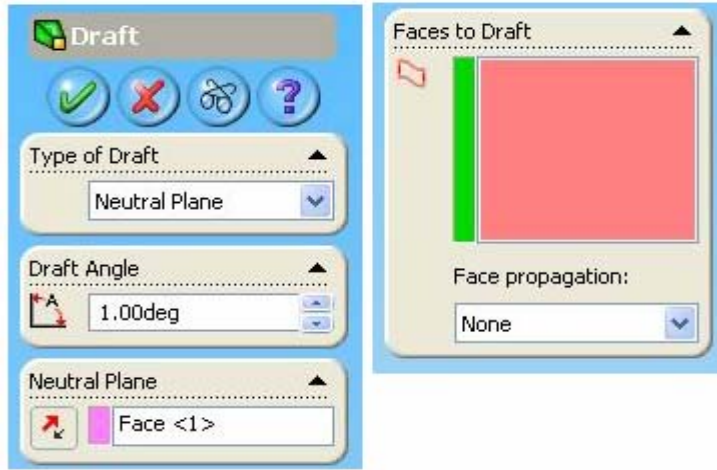 Draft
Type of Draft
Neutral Plane
Draft Angle
A
1.00deg
Neutral Plane
Face <1>
Faces to Draft
Face propagation:
None